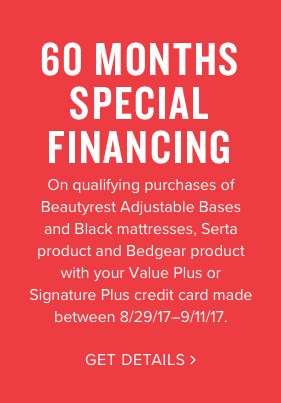 60 MONTHS
SPECIAL
FINANCING
On qualifying purchases of
Beautyrest Adjustable Bases
and Black mattresses, Serta
product and Bedgear product
with your Value Plus or
Signature Plus credit card made
between 8/29/17–9/11/17.
GET DETAILS >